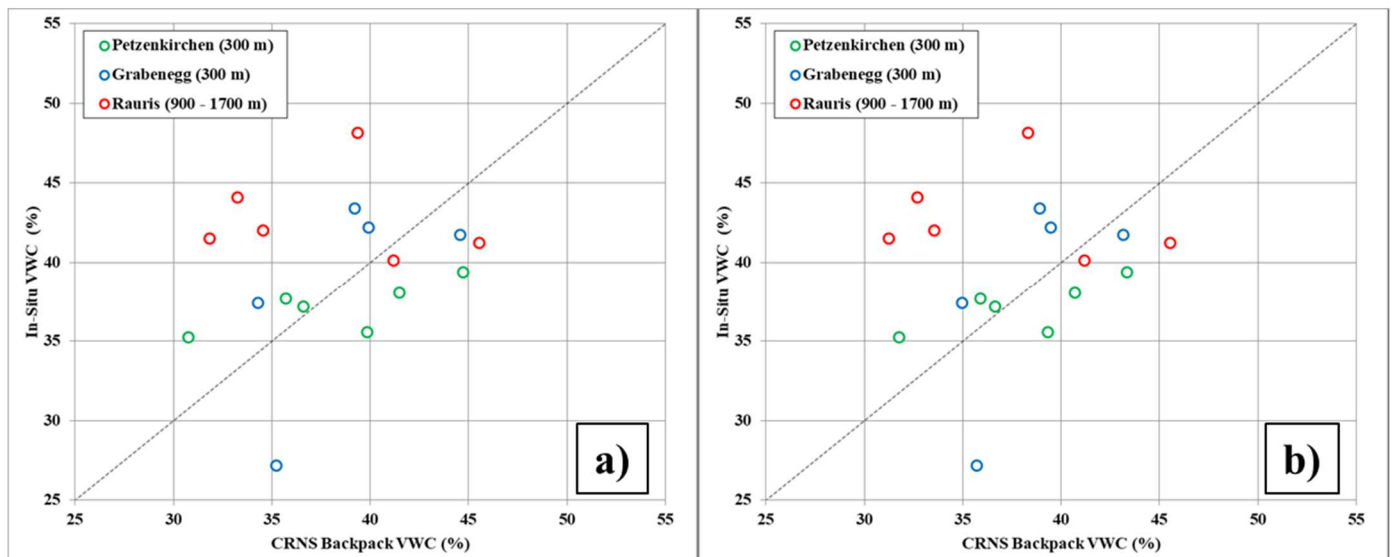 55
Petzenkirchen (300 m)
50
Grabenegg (300 m)
Rauris (900 - 1700 m)
45
In-Situ VWC (%)
40
35
30
25
a)
25 30 35 40 45 50 55
CRNS Backpack VWC (%)
55
Petzenkirchen (300 m)
50
Grabenegg (300 m)
Rauris (900 - 1700 m)
45
In-Situ VWC (%)
40
35
30
25
b)
25 30 35 40 45 50 55
CRNS Backpack VWC (%)